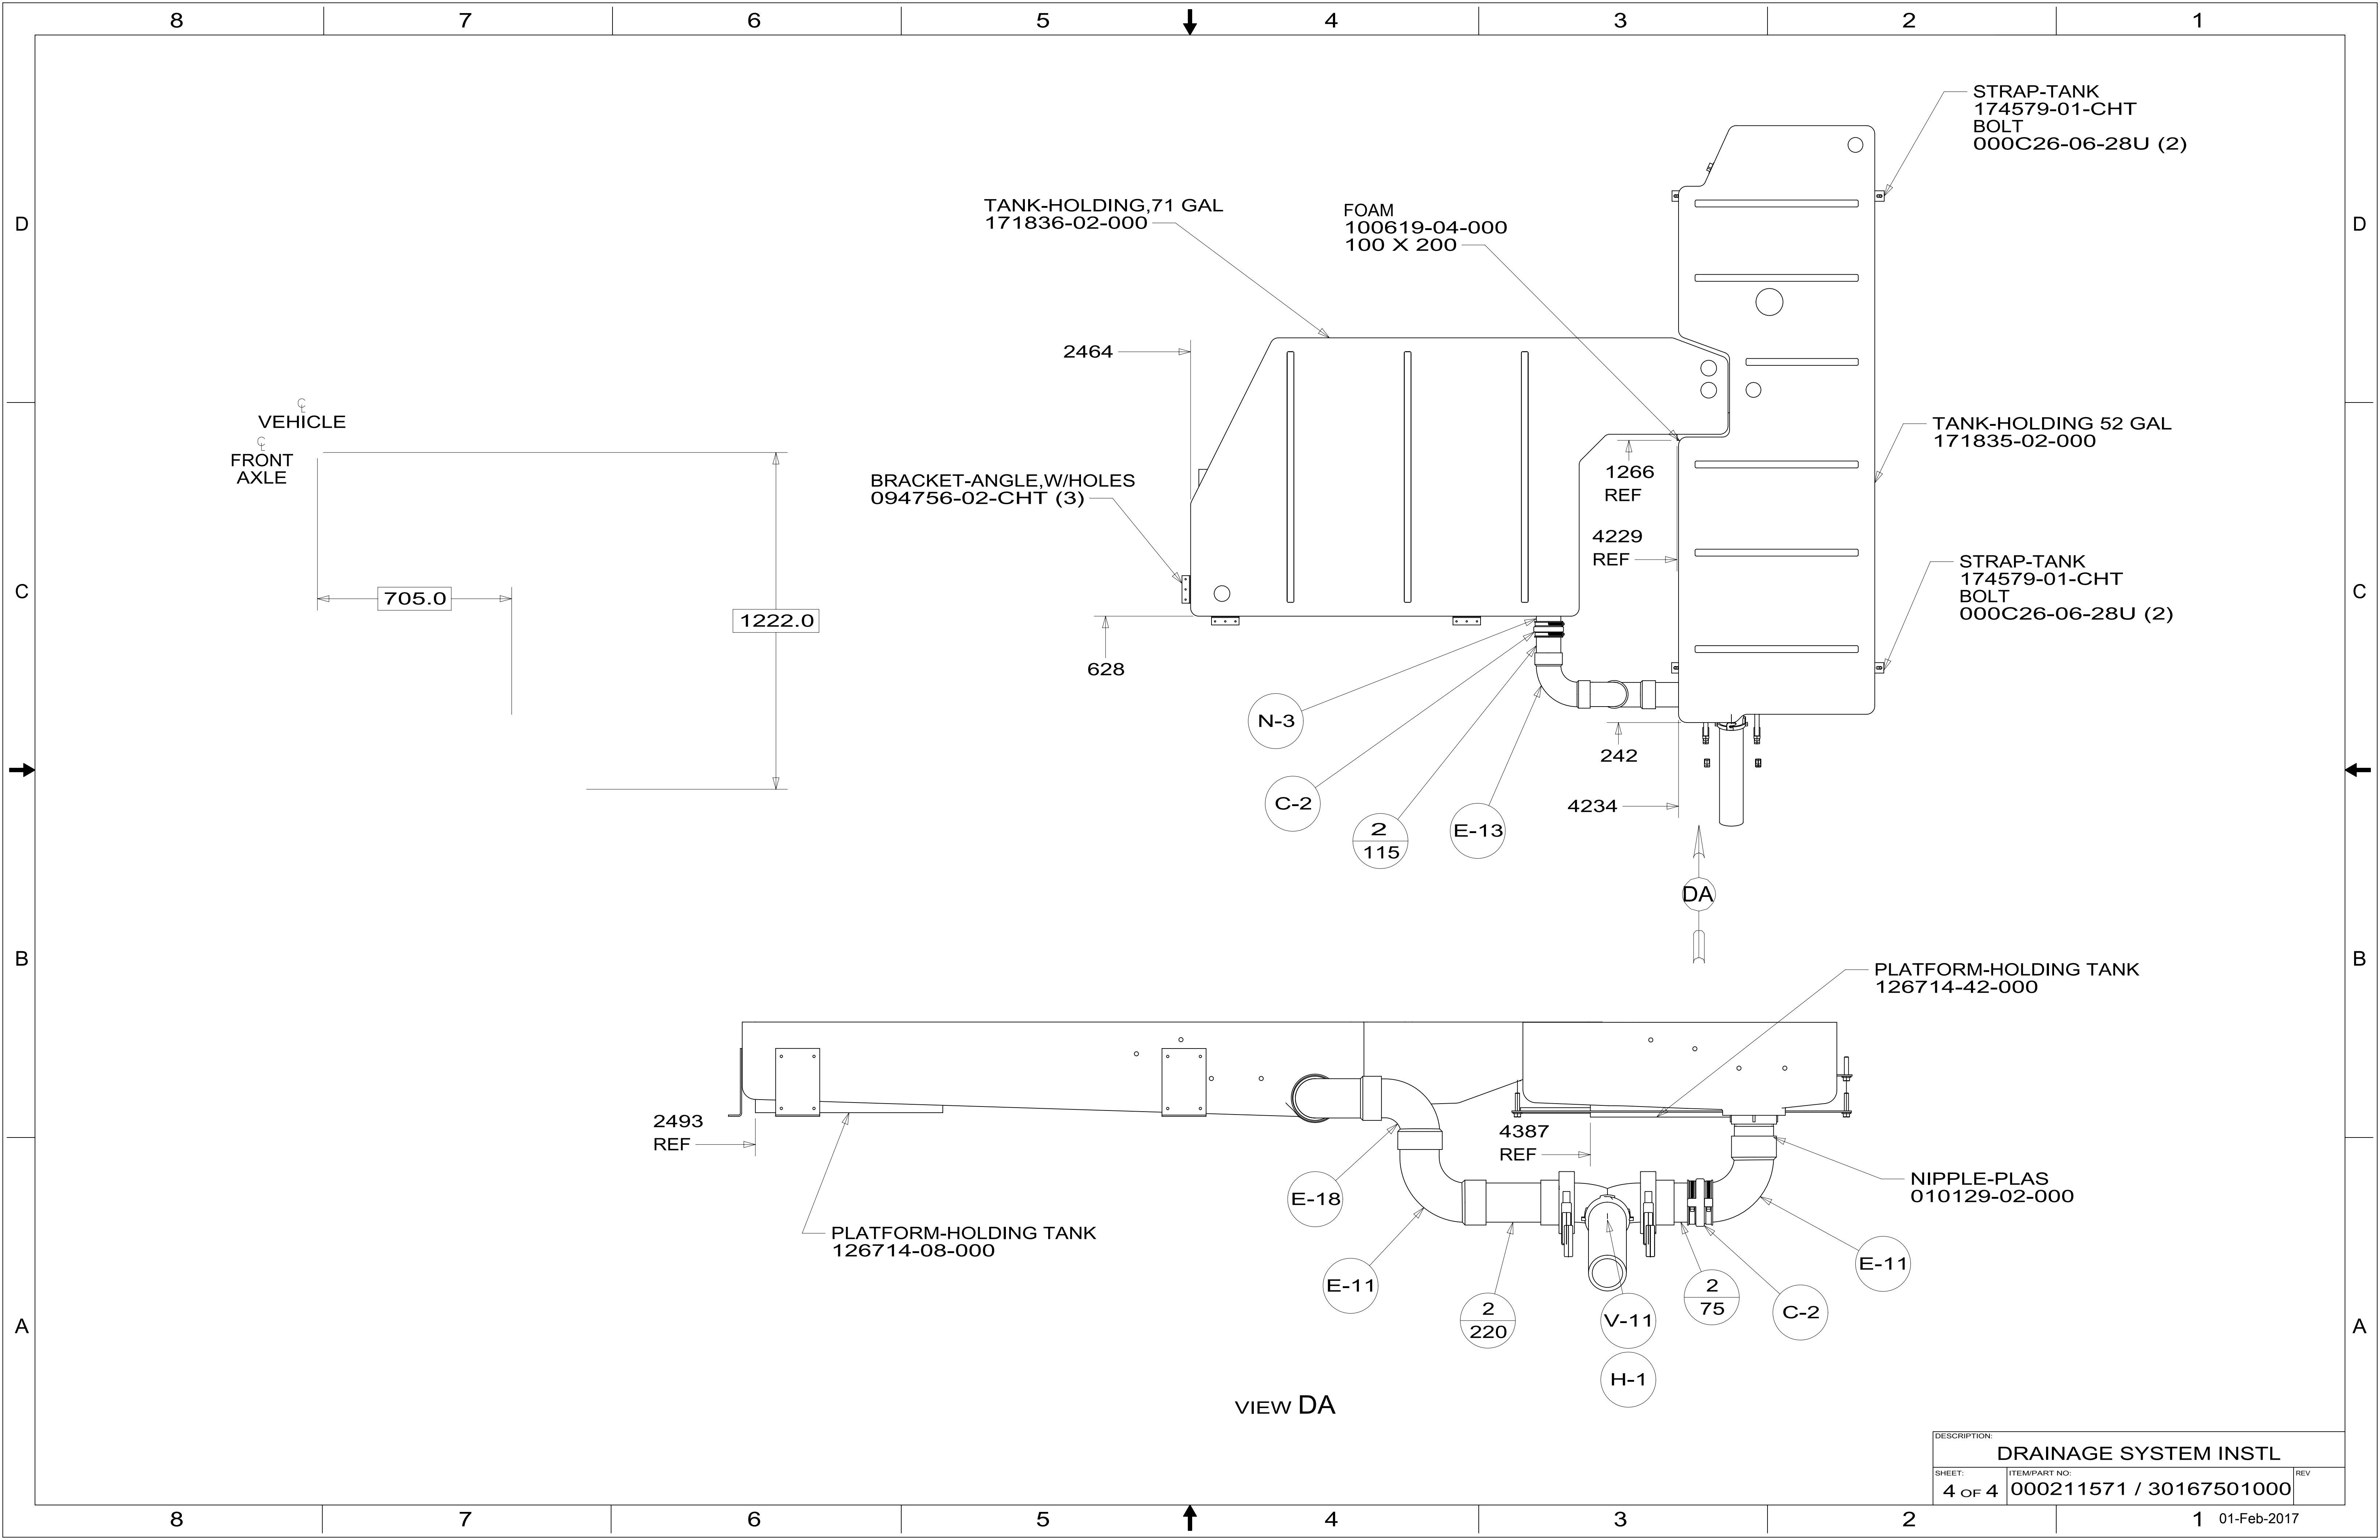 8 7 6 5 4 3 2 1
D
D
C
C
B
B
A
A
STRAP-TANK
174579-01-CHT
BOLT
000C26-06-28U (2)
TANK-HOLDING,71 GAL
171836-02-000
FOAM
100619-04-000
100 X 200
2464
℄
VEHICLE
℄
FRONT
AXLE
TANK-HOLDING 52 GAL
171835-02-000
BRACKET-ANGLE,W/HOLES
094756-02-CHT (3)
1266
REF
4229
REF
STRAP-TANK
174579-01-CHT
BOLT
000C26-06-28U (2)
705.0
1222.0
628
N-3
242
C-2
4234
2
115
E-13
DA
PLATFORM-HOLDING TANK
126714-42-000
2493
REF
4387
REF
NIPPLE-PLAS
010129-02-000
E-18
PLATFORM-HOLDING TANK
126714-08-000
E-11
E-11
2
220
V-11
2
75
C-2
H-1
VIEW DA
DESCRIPTION:
DRAINAGE SYSTEM INSTL
SHEET:
4 OF 4
ITEM/PART NO:
000211571 / 30167501000
REV
8 7 6 5 4 3 2 1
01-Feb-2017